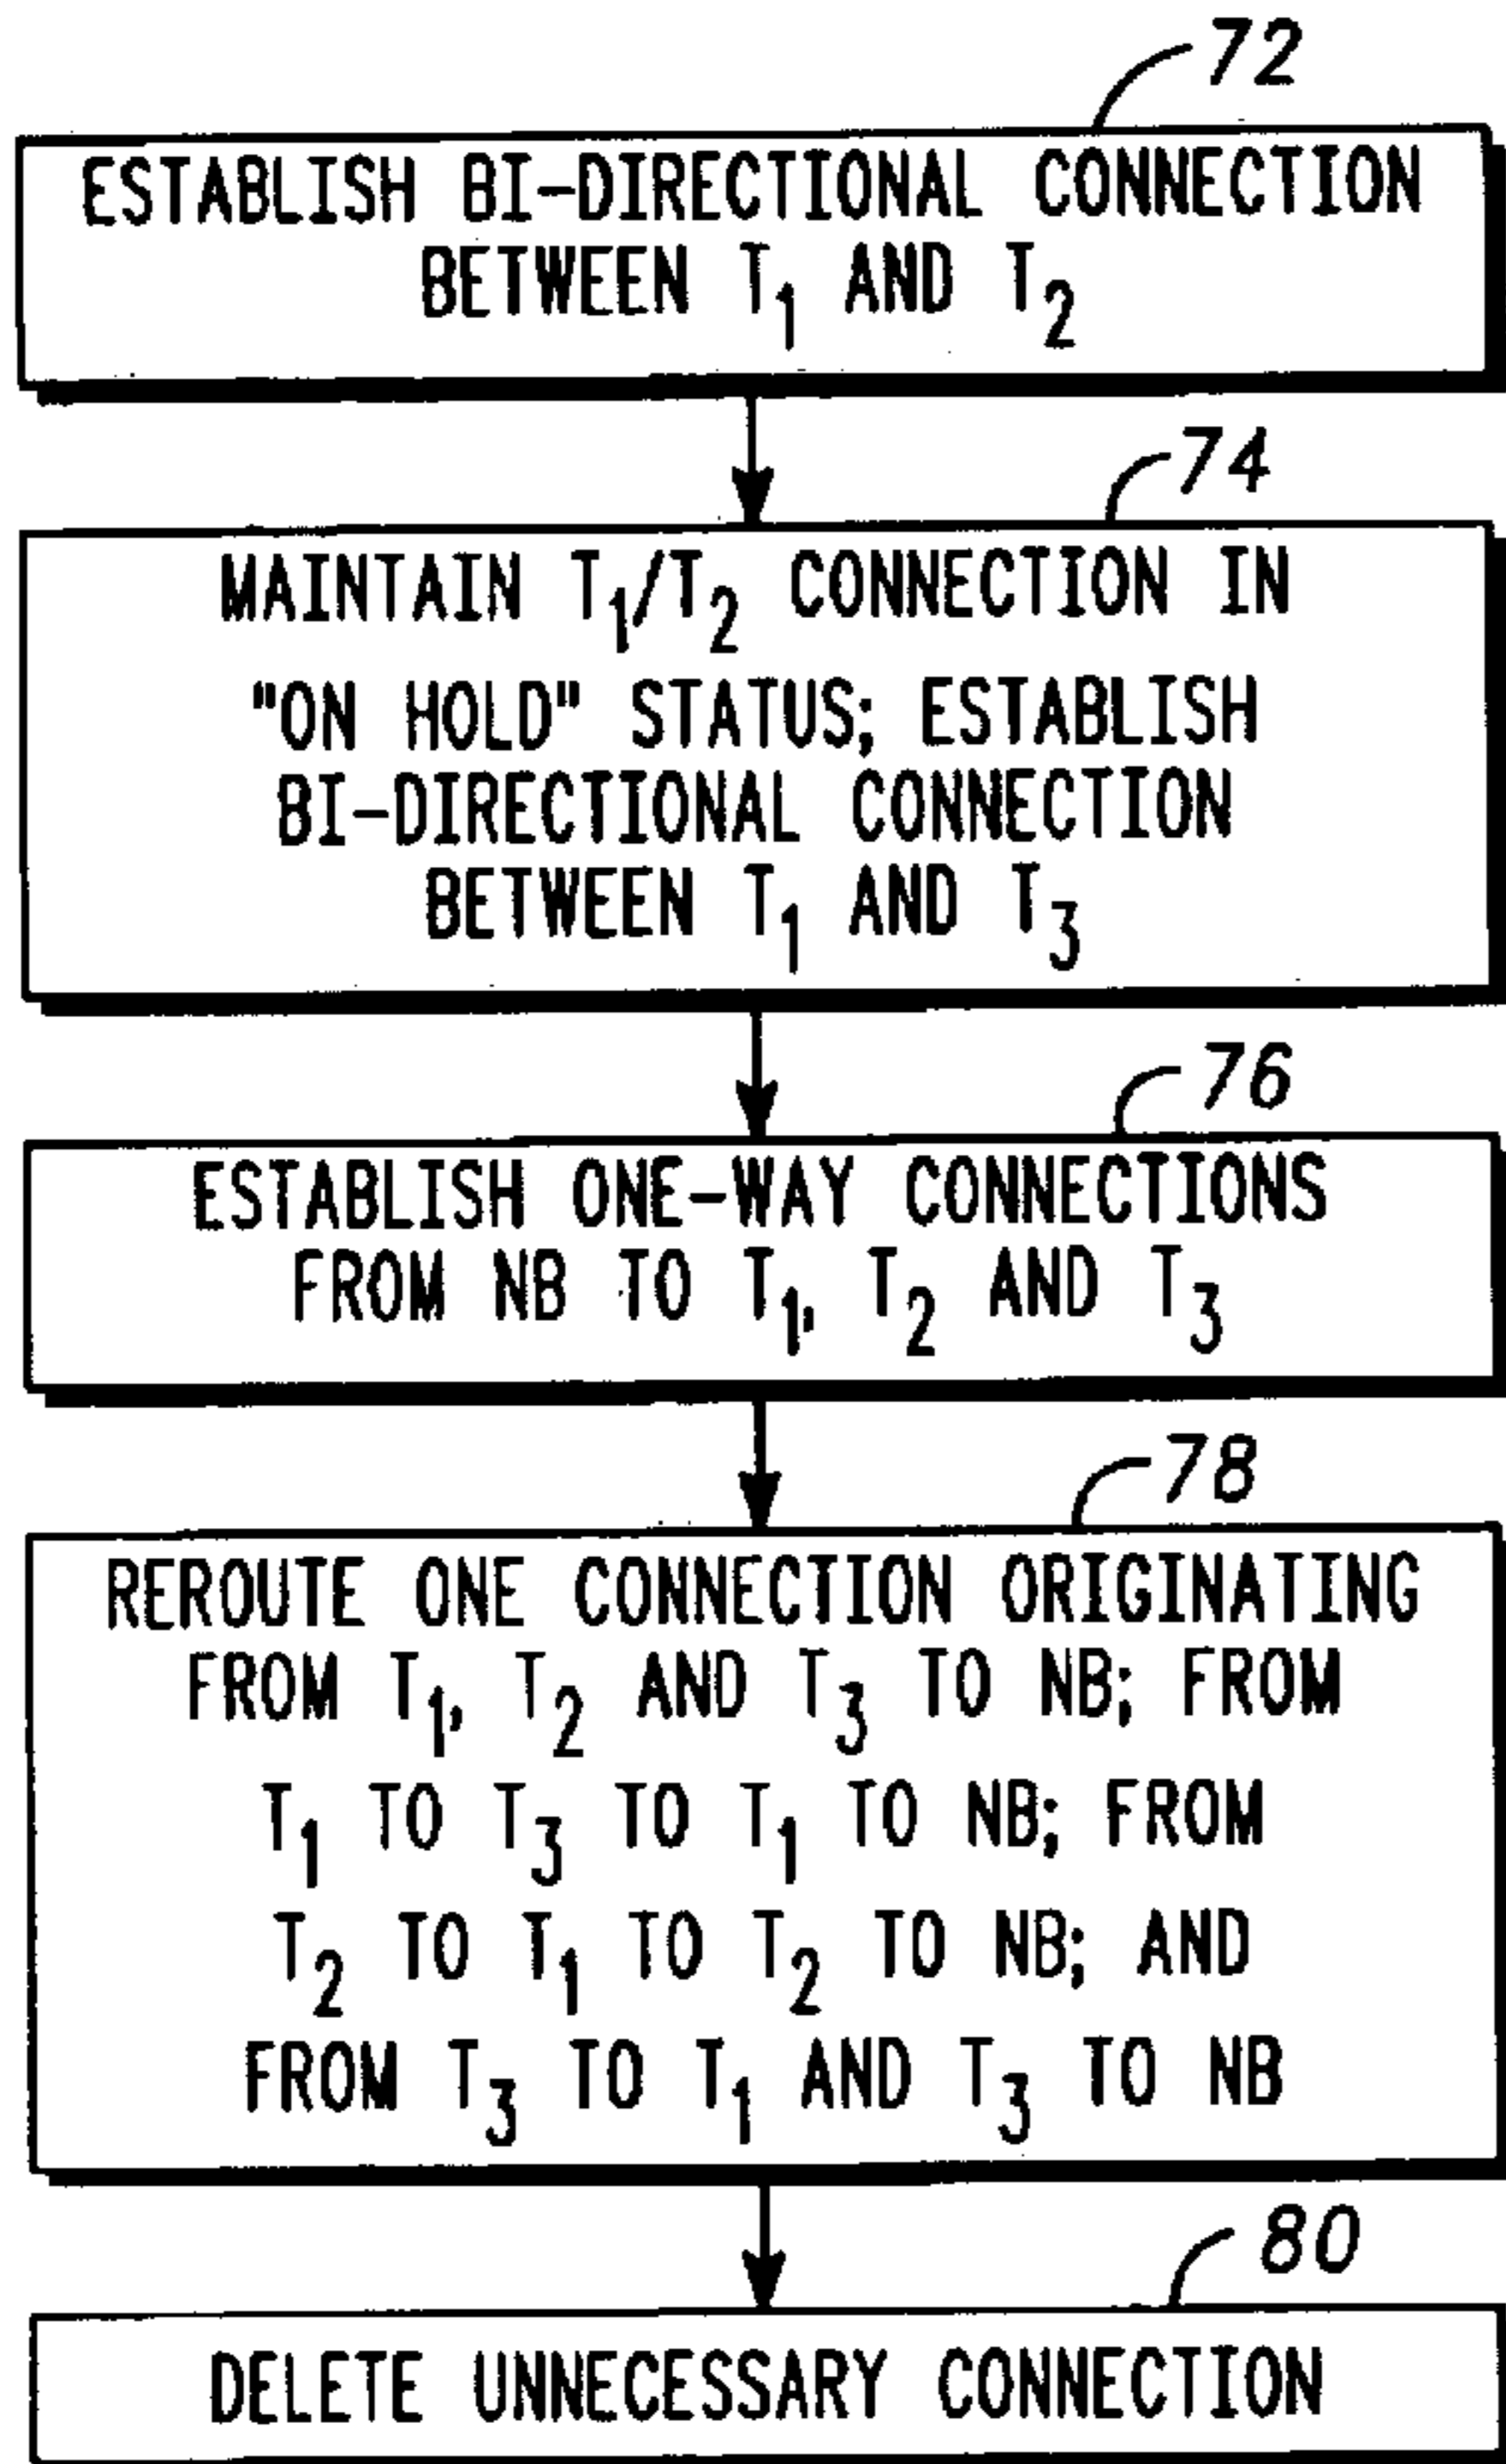 72
ESTABLISH BI-DIRECTIONAL CONNECTION
BETWEEN T₁ AND T₂
74
MAINTAIN T₁/T₂ CONNECTION IN
"ON HOLD" STATUS; ESTABLISH
BI-DIRECTIONAL CONNECTION
BETWEEN T₁ AND T₃
76
ESTABLISH ONE-WAY CONNECTIONS
FROM NB TO T₁, T₂ AND T₃
78
REROUTE ONE CONNECTION ORIGINATING
FROM T₁, T₂ AND T₃ TO NB; FROM
T₁ TO T₃ TO T₁ TO NB; FROM
T₂ TO T₁ TO T₂ TO NB; AND
FROM T₃ TO T₁ AND T₃ TO NB
80
DELETE UNNECESSARY CONNECTION